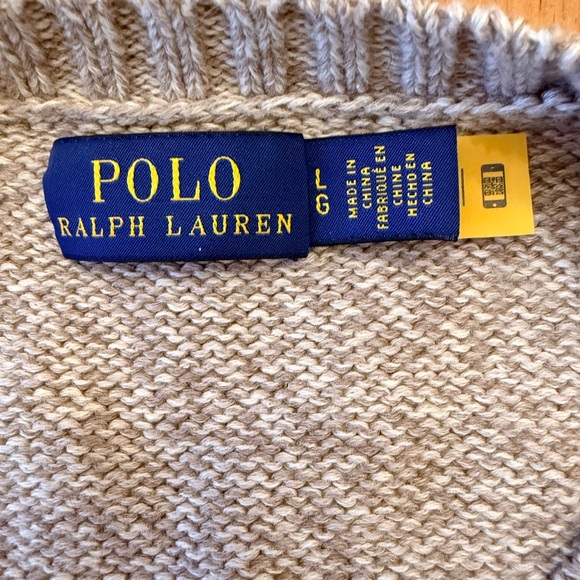 POLO
RALPH LAUREN
L
G
MADE IN
CHINA
FABRIQUÉ EN
CHINE
HECHO EN
CHINA